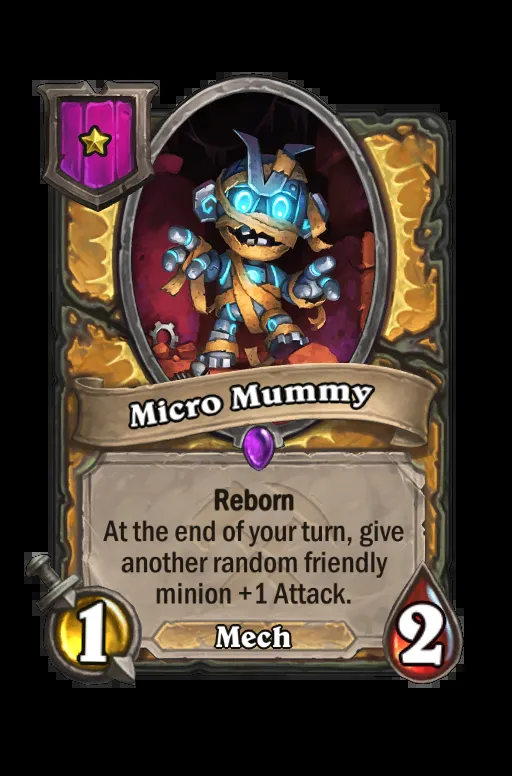 Micro Mummy
Reborn
At the end of your turn, give
another random friendly
minion +1 Attack.
1
Mech
2